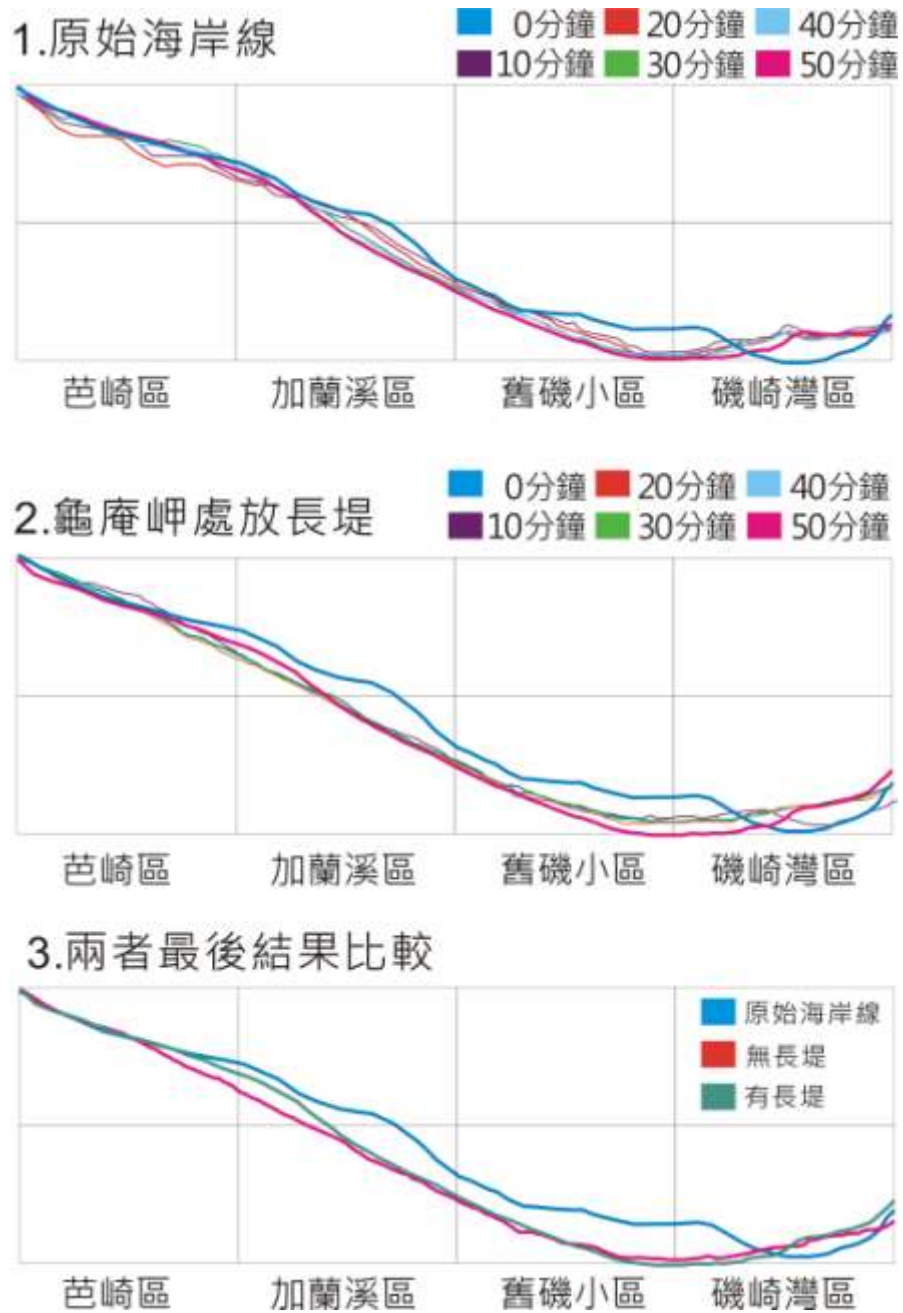 1.原始海岸線
0分鐘 20分鐘 40分鐘
10分鐘 30分鐘 50分鐘
芭崎區 加蘭溪區 舊磯小區 磯崎灣區
2.龜庵岬處放長堤
0分鐘 20分鐘 40分鐘
10分鐘 30分鐘 50分鐘
芭崎區 加蘭溪區 舊磯小區 磯崎灣區
3.兩者最後結果比較
原始海岸線
無長堤
有長堤
芭崎區 加蘭溪區 舊磯小區 磯崎灣區